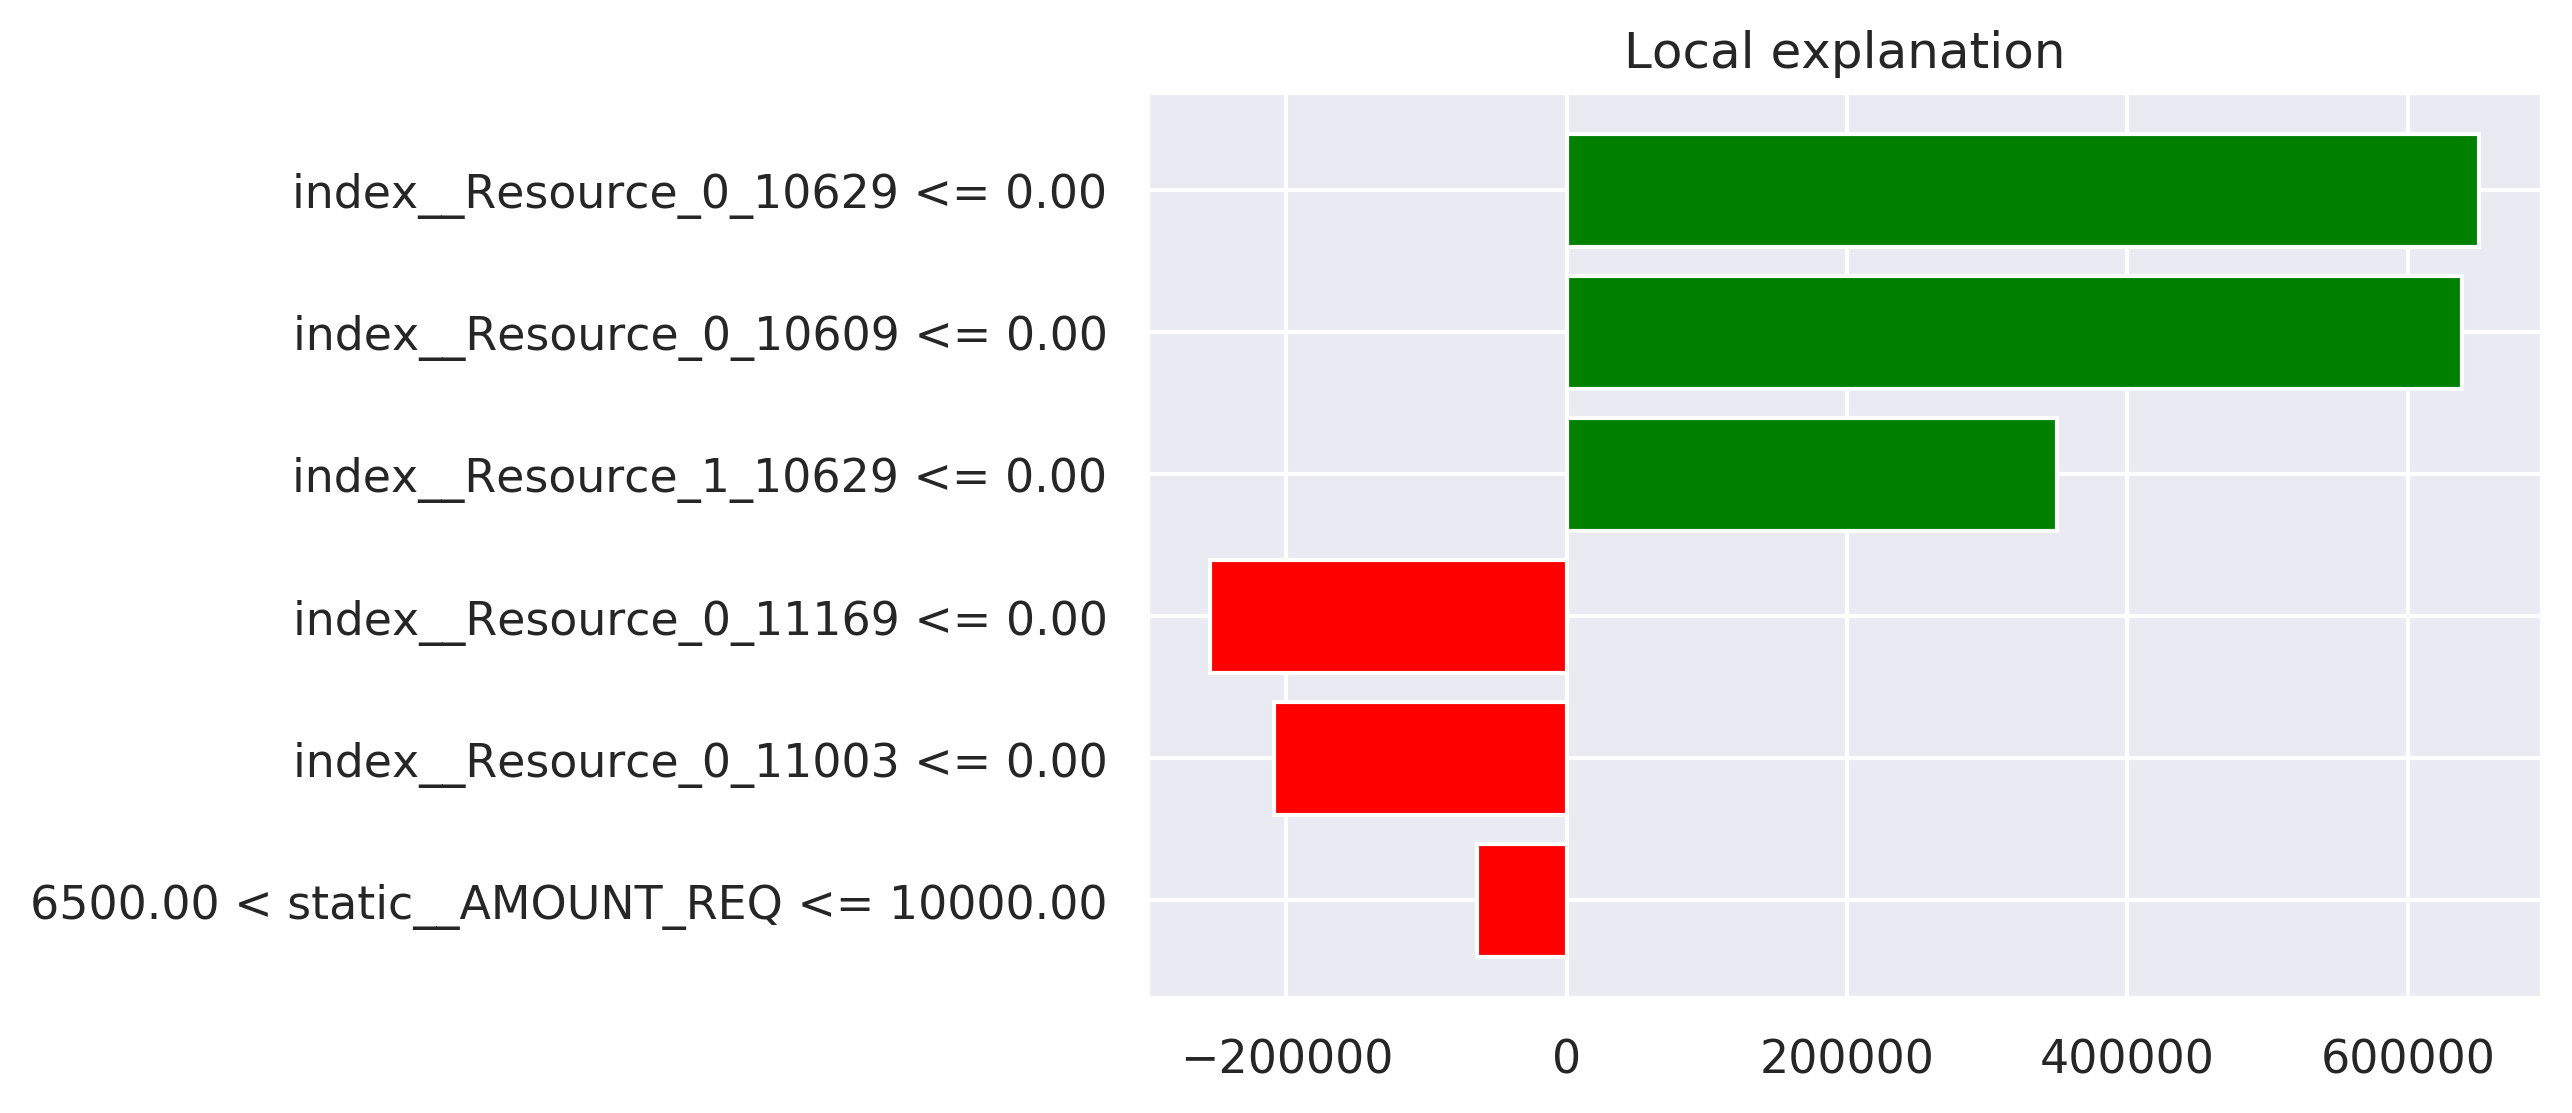 Local explanation
index__Resource_0_10629 <= 0.00
index__Resource_0_10609 <= 0.00
index__Resource_1_10629 <= 0.00
index__Resource_0_11169 <= 0.00
index__Resource_0_11003 <= 0.00
6500.00 < static__AMOUNT_REQ <= 10000.00
−200000 0 200000 400000 600000